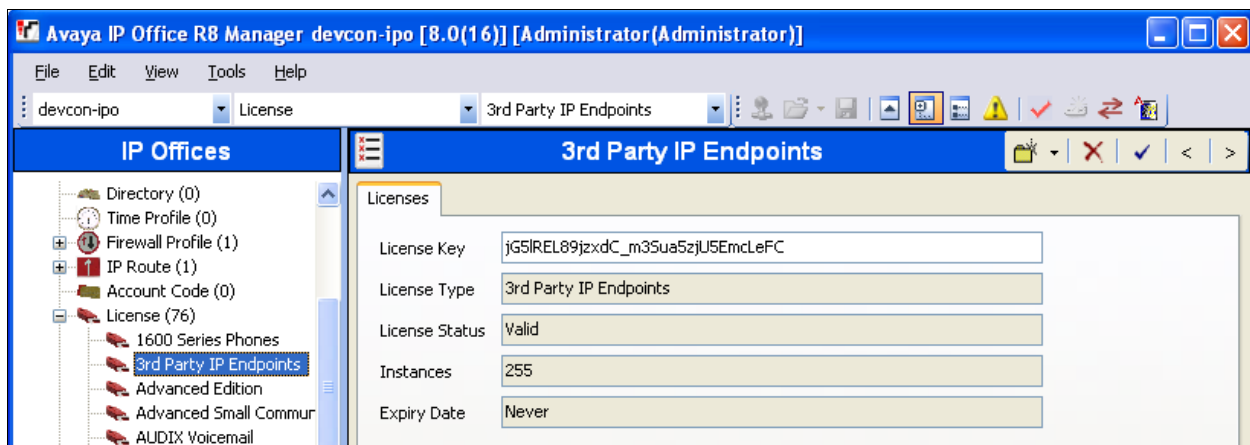 Avaya IP Office R8 Manager devcon-ipo [8.0(16)] [Administrator(Administrator)]
File Edit View Tools Help
devcon-ipo License 3rd Party IP Endpoints
IP Offices
3rd Party IP Endpoints
Directory (0)
Time Profile (0)
Firewall Profile (1)
IP Route (1)
Account Code (0)
License (76)
1600 Series Phones
3rd Party IP Endpoints
Advanced Edition
Advanced Small Commun
AUDIX Voicemail
Licenses
License Key jG5lREL89jzxdC_m3Sua5zjU5EmcLeFC
License Type 3rd Party IP Endpoints
License Status Valid
Instances 255
Expiry Date Never